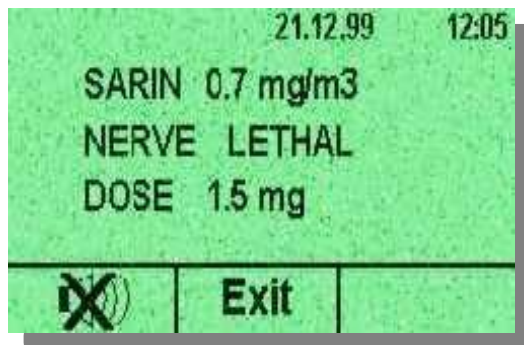 21.12.99 12:05
SARIN 0.7 mg/m3
NERVE LETHAL
DOSE 1.5 mg
Exit